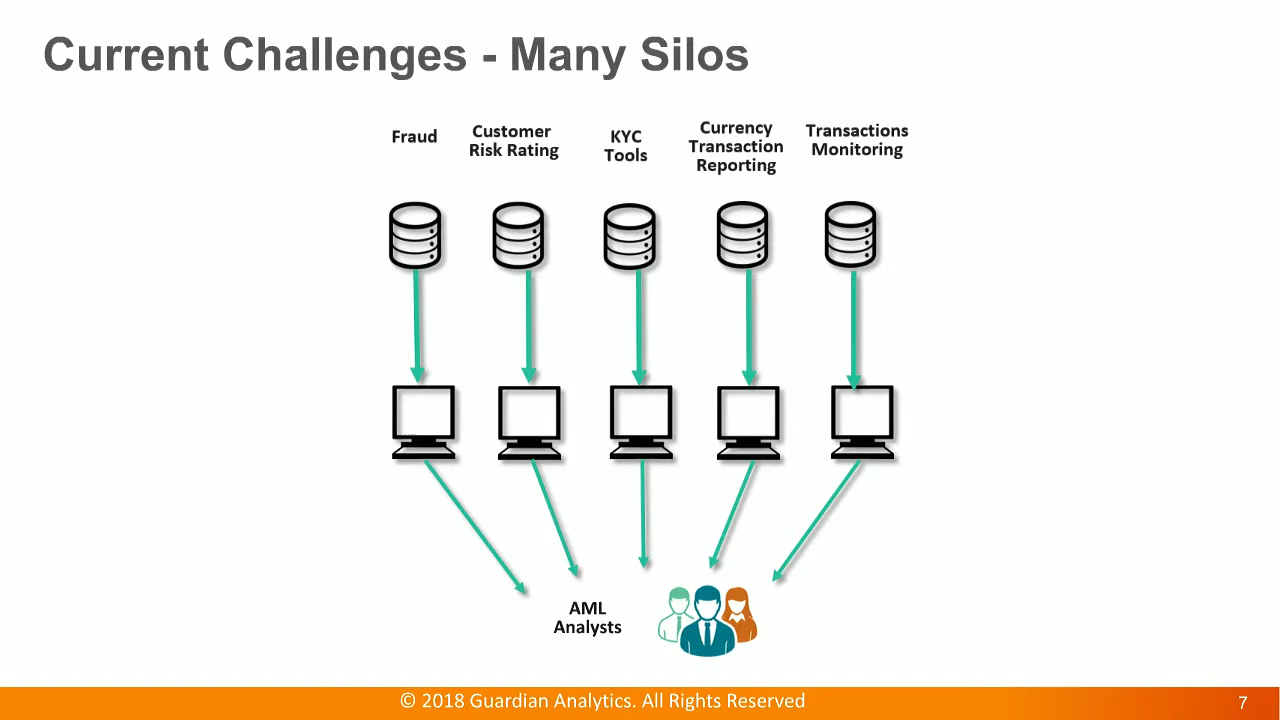 Current Challenges - Many Silos
Fraud
Customer
Risk Rating
KYC
Tools
Currency
Transaction
Reporting
Transactions
Monitoring
AML
Analysts
© 2018 Guardian Analytics. All Rights Reserved
7